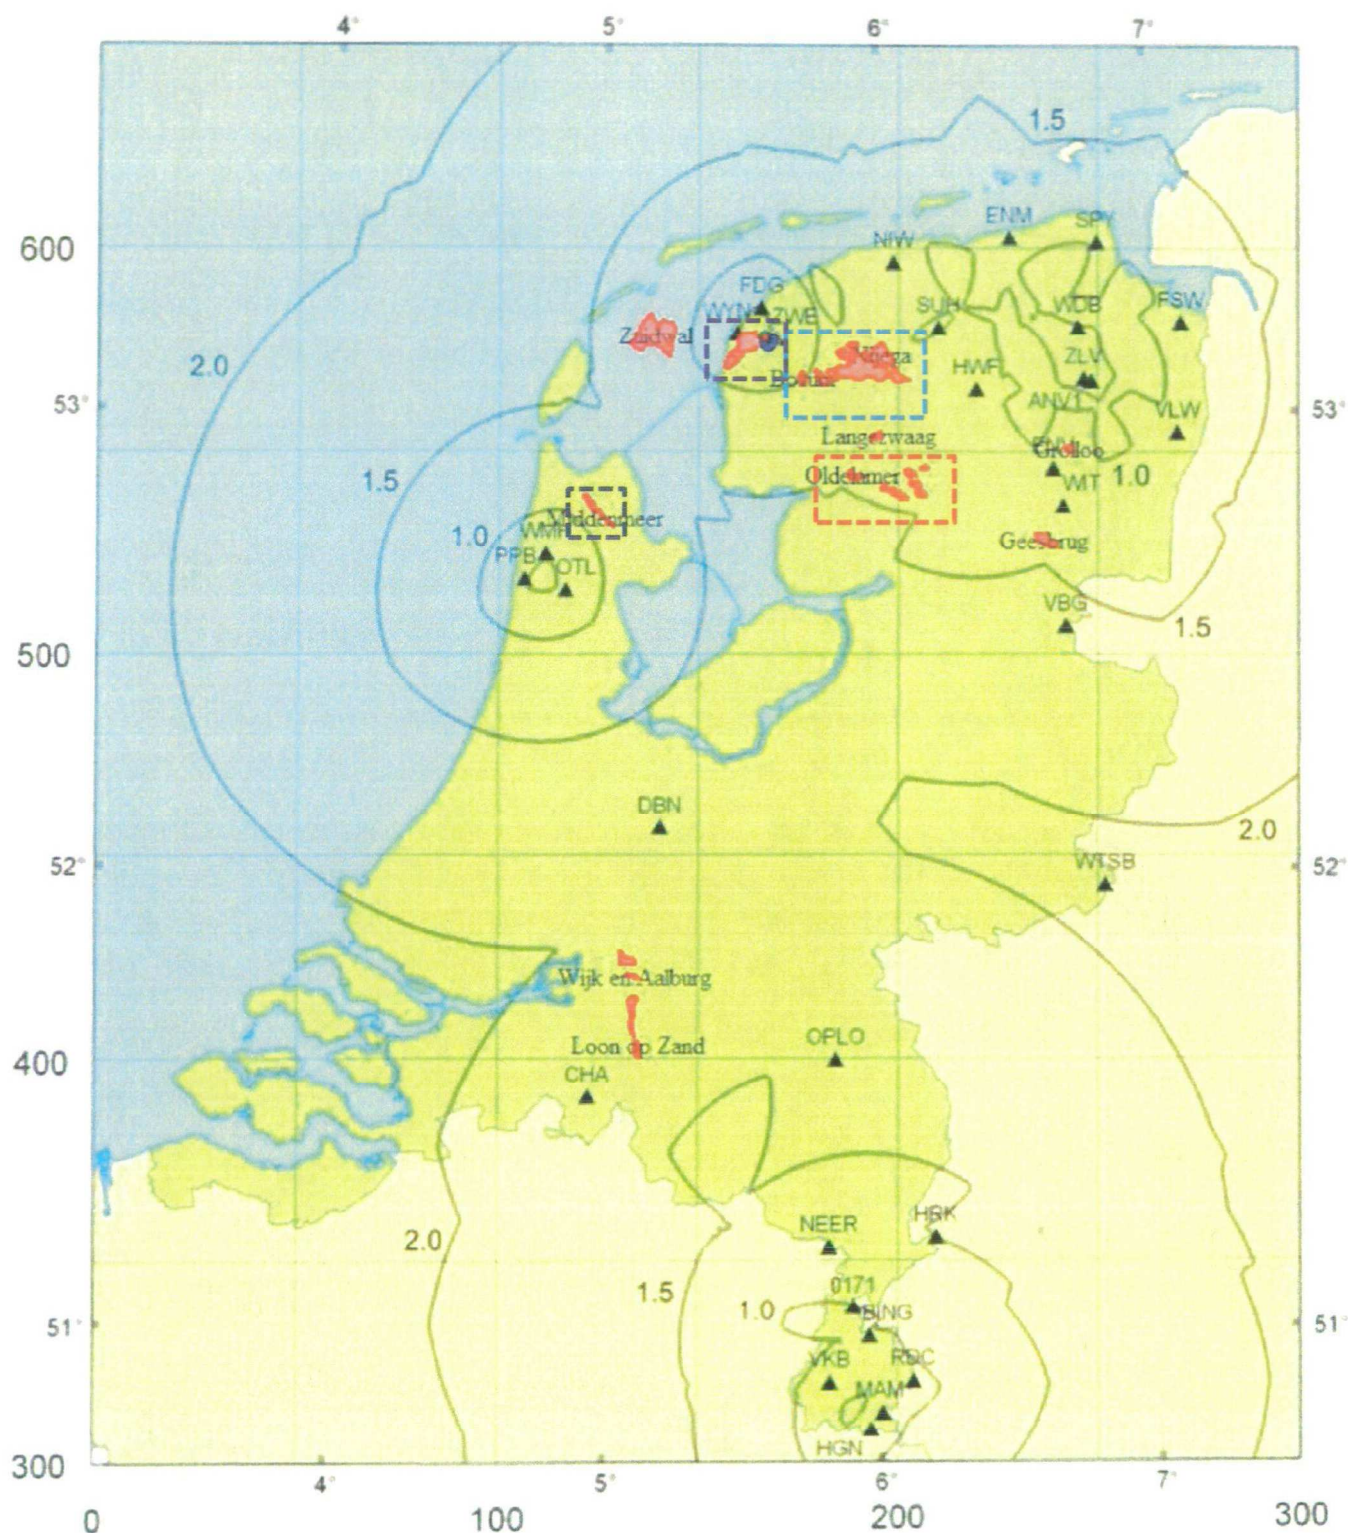 4° 5° 6° 7°
1.5
ENM
SPY
600
NIW
FDG
WYN
ZWE
SUH
WDB
FSW
Zuidwal
2.0
Nijega
ZLV
HWF
53°
ANV1
VLW
53°
Langezwaag
Grolloo
1.5
Oldelamer
WIT
1.0
Middenmeer
1.0
Geesbrug
PPB
OTL
VBG
1.5
500
DBN
2.0
52°
WTSB
52°
Wijk en Aalburg
OPLO
Loon op Zand
400
CHA
HRK
NEER
2.0
0171
1.5
1.0
BING
51°
51°
VKB
RDC
MAM
HGN
300
4° 5° 6° 7°
0 100 200 300